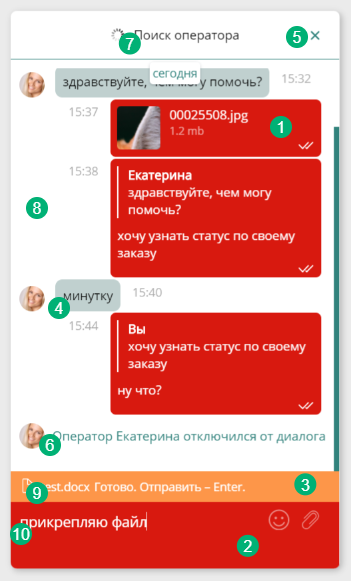 7 Поиск оператора 5 ×
сегодня
здравствуйте, чем могу помочь? 15:32
15:37
00025508.jpg
1.2 mb
1
15:38
Екатерина
здравствуйте, чем могу
помочь?
хочу узнать статус по своему
заказу
8
минутку 15:40
4
15:44
Вы
хочу узнать статус по своему
заказу
ну что?
6 Оператор Екатерина отключился от диалога
9 est.docx Готово. Отправить – Enter. 3
прикрепляю файл
10
2